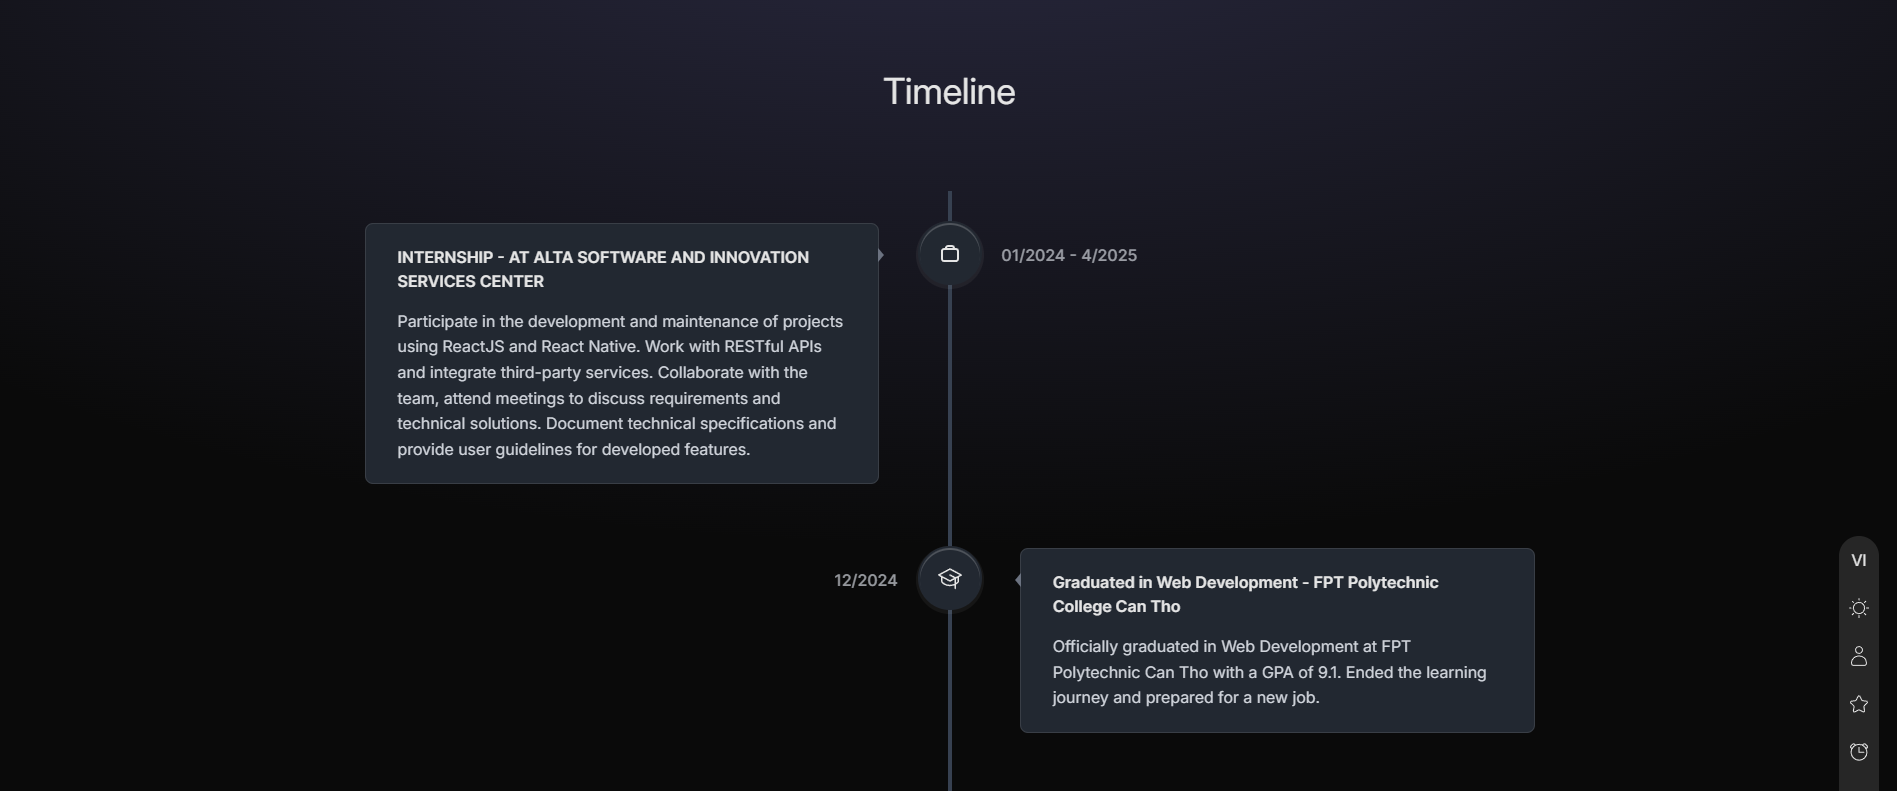 Timeline
INTERNSHIP - AT ALTA SOFTWARE AND INNOVATION
SERVICES CENTER
Participate in the development and maintenance of projects
using ReactJS and React Native. Work with RESTful APIs
and integrate third-party services. Collaborate with the
team, attend meetings to discuss requirements and
technical solutions. Document technical specifications and
provide user guidelines for developed features.
01/2024 - 4/2025
12/2024
Graduated in Web Development - FPT Polytechnic
College Can Tho
Officially graduated in Web Development at FPT
Polytechnic Can Tho with a GPA of 9.1. Ended the learning
journey and prepared for a new job.
VI